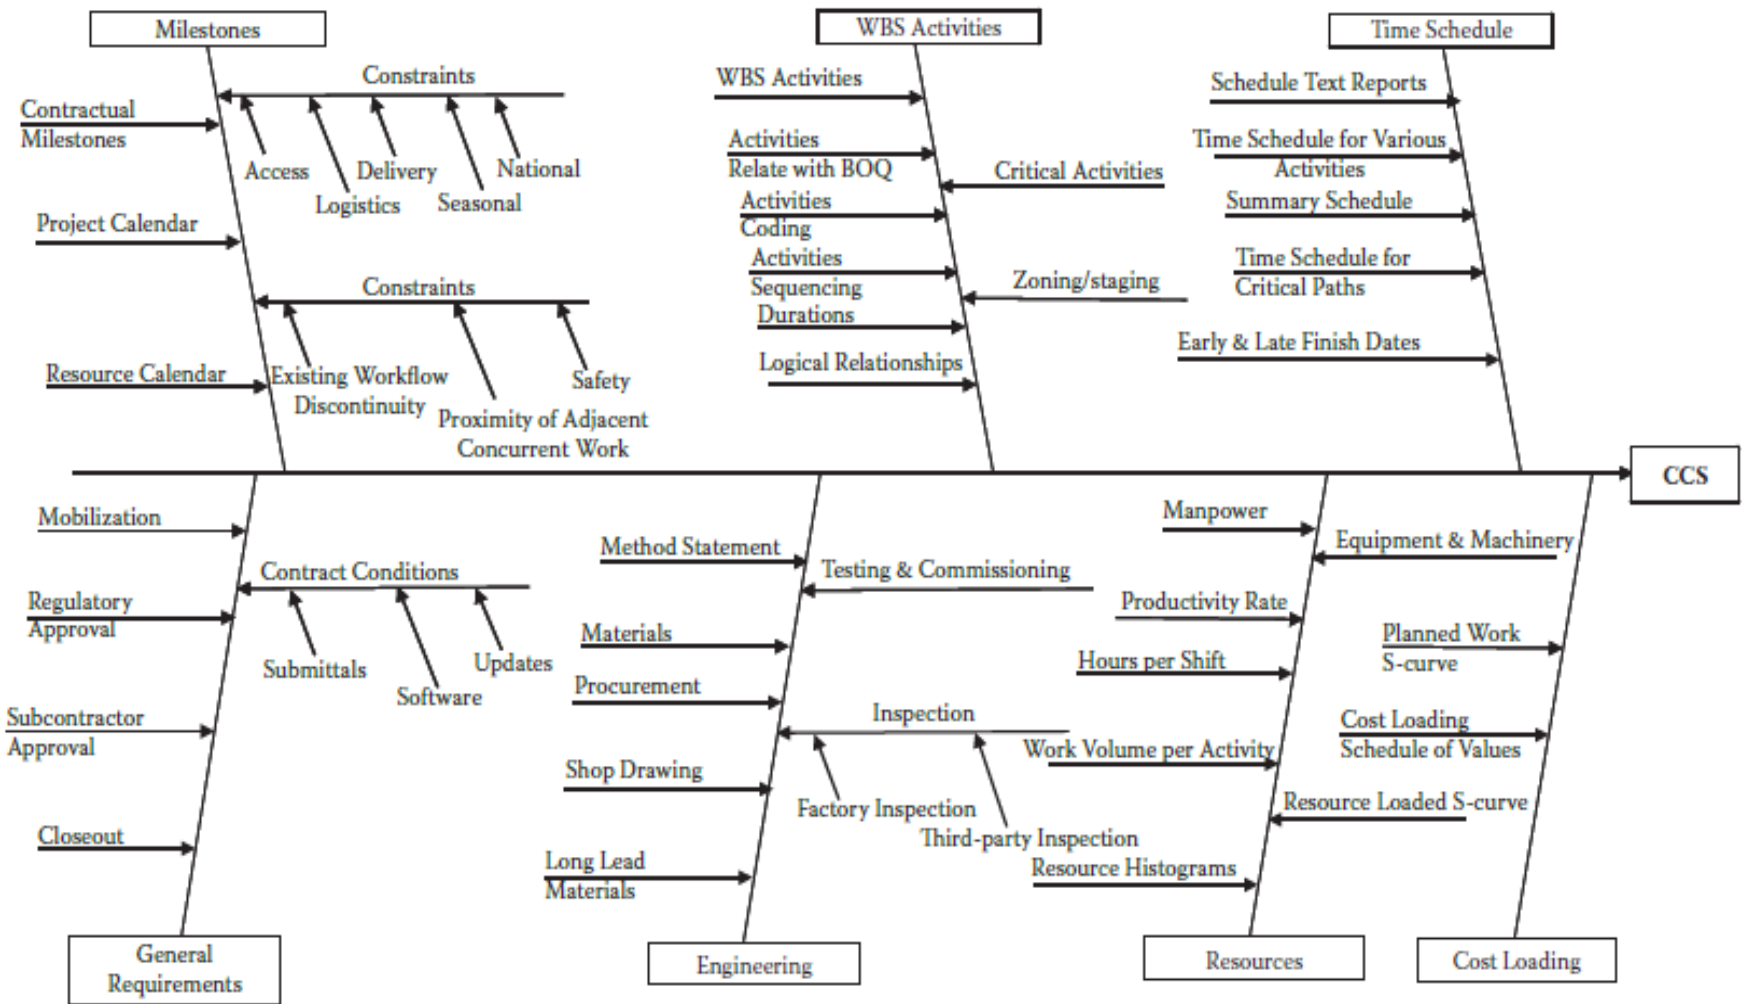 Milestones
WBS Activities
Time Schedule
Constraints
Contractual
Milestones
Access
Logistics
Delivery
Seasonal
National
Project Calendar
Constraints
Resource Calendar
Existing Workflow
Discontinuity
Proximity of Adjacent
Concurrent Work
Safety
WBS Activities
Activities
Relate with BOQ
Critical Activities
Activities
Coding
Activities
Sequencing
Zoning/staging
Durations
Logical Relationships
Schedule Text Reports
Time Schedule for Various
Activities
Summary Schedule
Time Schedule for
Critical Paths
Early & Late Finish Dates
CCS
Mobilization
Contract Conditions
Regulatory
Approval
Submittals
Software
Updates
Subcontractor
Approval
Closeout
General
Requirements
Method Statement
Testing & Commissioning
Materials
Procurement
Inspection
Shop Drawing
Factory Inspection
Third-party Inspection
Long Lead
Materials
Engineering
Manpower
Equipment & Machinery
Productivity Rate
Hours per Shift
Work Volume per Activity
Resource Loaded S-curve
Resource Histograms
Resources
Planned Work
S-curve
Cost Loading
Schedule of Values
Cost Loading